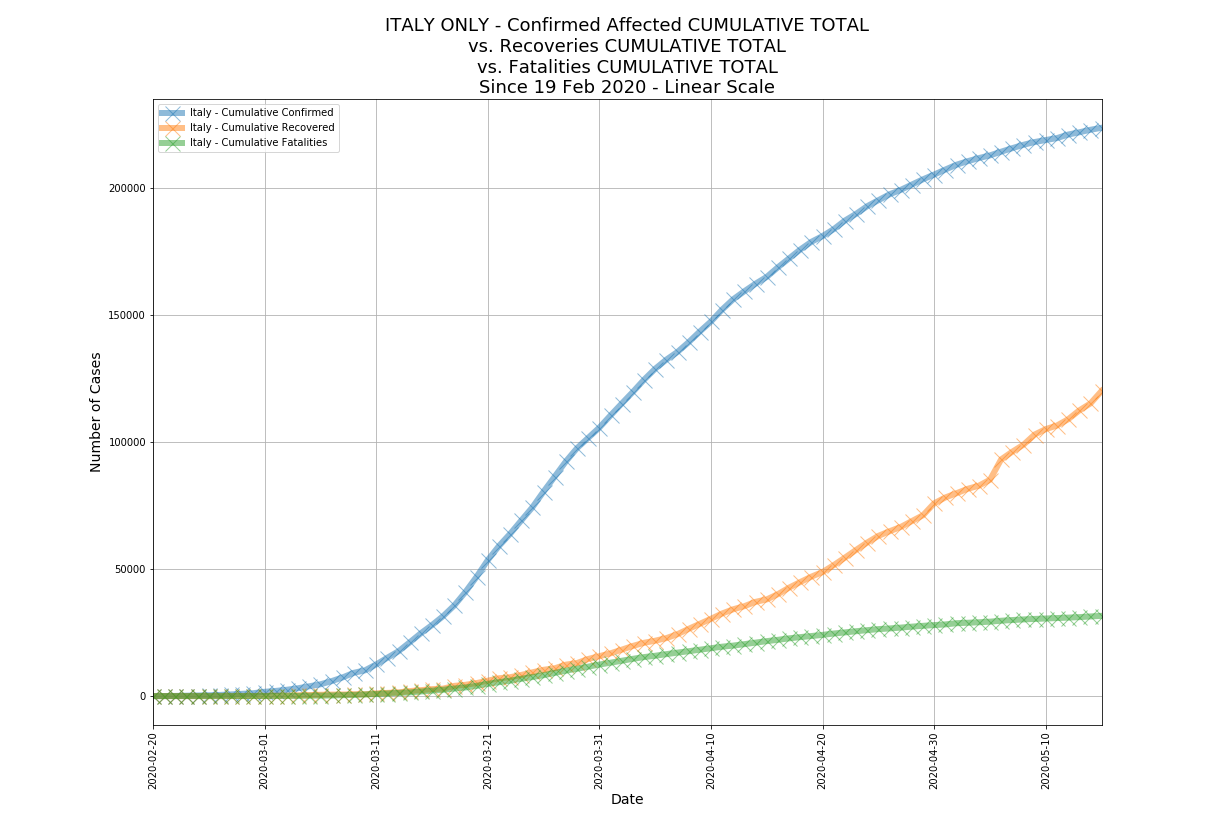 ITALY ONLY - Confirmed Affected CUMULATIVE TOTAL
vs. Recoveries CUMULATIVE TOTAL
vs. Fatalities CUMULATIVE TOTAL
Since 19 Feb 2020 - Linear Scale
Italy - Cumulative Confirmed
Italy - Cumulative Recovered
Italy - Cumulative Fatalities
Number of Cases
200000
150000
100000
50000
0
2020-02-20
2020-03-01
2020-03-11
2020-03-21
2020-03-31
2020-04-10
2020-04-20
2020-04-30
2020-05-10
Date